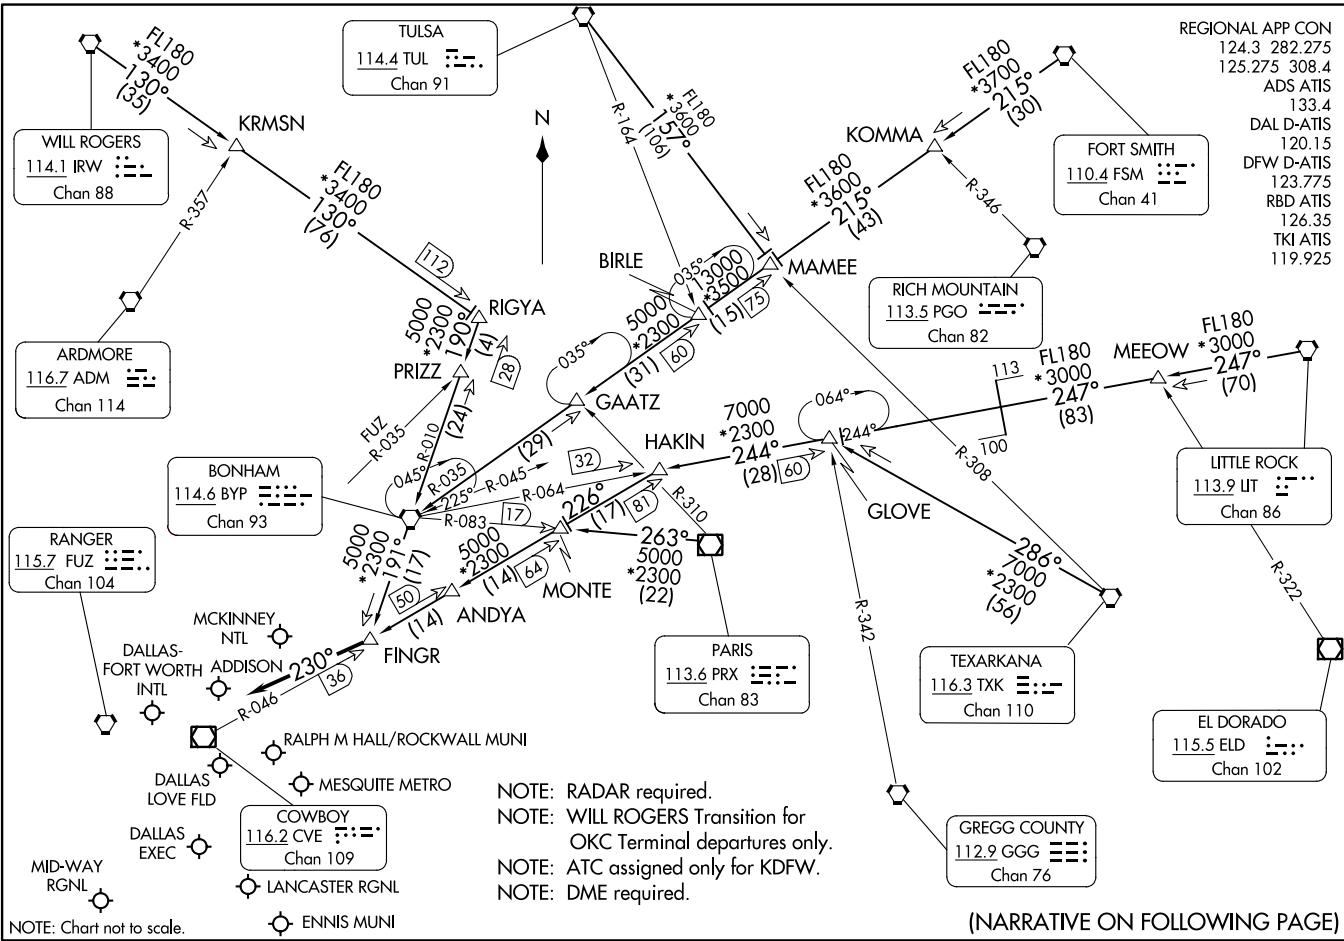 TULSA
114.4 TUL
Chan 91
REGIONAL APP CON
124.3 282.275
125.275 308.4
ADS ATIS
133.4
DAL D-ATIS
120.15
DFW D-ATIS
123.775
RBD ATIS
126.35
TKI ATIS
119.925
FL180
*3400
130°
(35)
KRMSN
WILL ROGERS
114.1 IRW
Chan 88
R-357
FL180
*3400
130°
(76)
112
N
R-164
FL180
*3600
157°
(106)
FL180
*3700
215°
(30)
KOMMA
FORT SMITH
110.4 FSM
Chan 41
FL180
*3600
215°
(43)
R-346
BIRLE
MAMEE
035°
13000
*3500
(15)
75
RICH MOUNTAIN
113.5 PGO
Chan 82
RIGYA
5000
*2300
190°
(4)
28
PRIZZ
5000
*2300
(31)
60
035°
GAATZ
ARDMORE
116.7 ADM
Chan 114
FUZ
R-035
R-010
(24)
(29)
MEEOW
FL180
*3000
247°
(70)
113
FL180
*3000
247°
(83)
100
064°
244°
7000
*2300
244°
(28)
60
HAKIN
GLOVE
R-308
LITTLE ROCK
113.9 LIT
Chan 86
BONHAM
114.6 BYP
Chan 93
045°
R-035
225°
R-045
R-064
32
R-083
17
226°
(17)
81
R-310
263°
5000
*2300
(22)
286°
7000
*2300
(56)
R-322
RANGER
115.7 FUZ
Chan 104
5000
*2300
191°
(17)
5000
*2300
(14)
64
MONTE
50
ANDYA
(14)
FINGR
230°
36
R-046
MCKINNEY
NTL
DALLAS-
FORT WORTH
INTL
ADDISON
PARIS
113.6 PRX
Chan 83
R-342
TEXARKANA
116.3 TXK
Chan 110
EL DORADO
115.5 ELD
Chan 102
RALPH M HALL/ROCKWALL MUNI
DALLAS
LOVE FLD
MESQUITE METRO
COWBOY
116.2 CVE
Chan 109
DALLAS
EXEC
MID-WAY
RGNL
LANCASTER RGNL
ENNIS MUNI
NOTE: RADAR required.
NOTE: WILL ROGERS Transition for
OKC Terminal departures only.
NOTE: ATC assigned only for KDFW.
NOTE: DME required.
GREGG COUNTY
112.9 GGG
Chan 76
NOTE: Chart not to scale.
(NARRATIVE ON FOLLOWING PAGE)